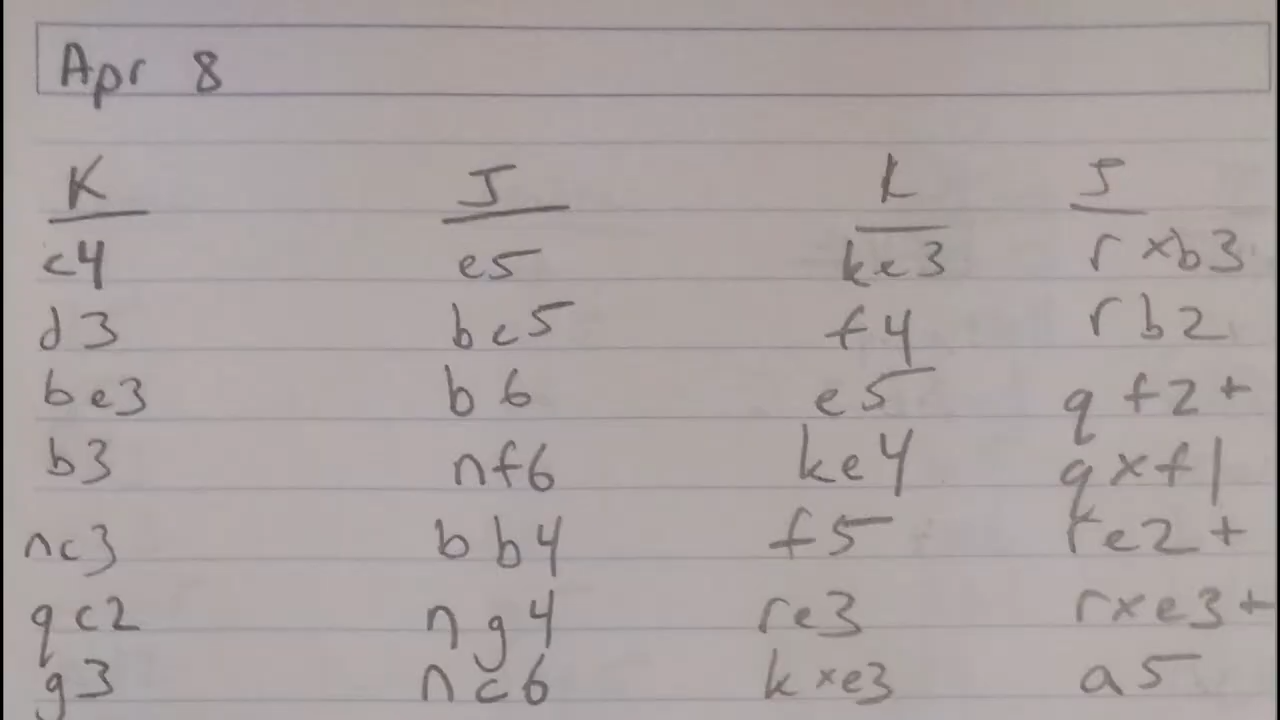 Apr 8
K J K J
c4 e5 ke3 rxb3
d3 bc5 f4 rb2
be3 b6 e5 qf2+
b3 nf6 ke4 qxf1
nc3 bb4 f5 re2+
qc2 ng4 re3 rxe3+
g3 nc6 kxe3 a5